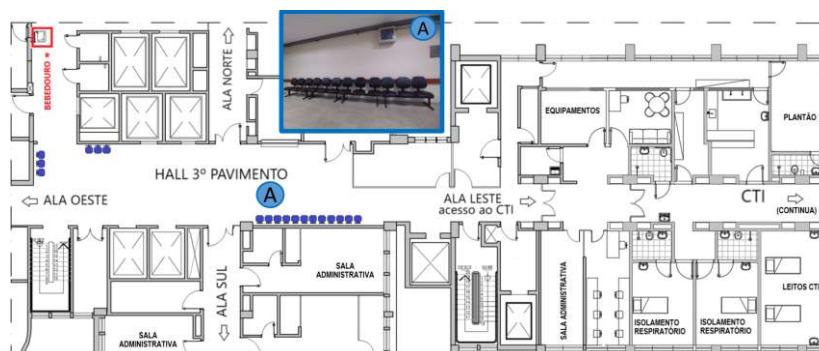 BEBEDOURO *
ALA NORTE
A
EQUIPAMENTOS
PLANTÃO
HALL 3º PAVIMENTO
A
ALA OESTE
ALA LESTE
acesso ao CTI
CTI
(CONTINUA)
ALA SUL
SALA
ADMINISTRATIVA
SALA
ADMINISTRATIVA
SALA ADMINISTRATIVA
ISOLAMENTO
RESPIRATÓRIO
ISOLAMENTO
RESPIRATÓRIO
LEITOS CTI